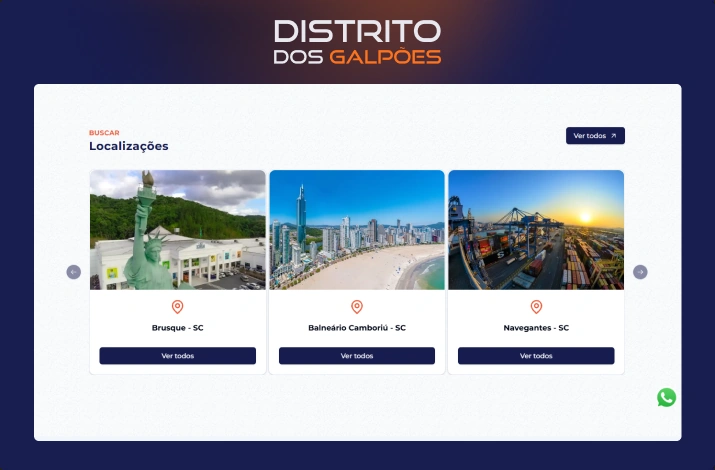 DISTRITO
DOS GALPÕES
BUSCAR
Localizações
Ver todos
Brusque - SC
Balneário Camboriú - SC
Navegantes - SC
Ver todos
Ver todos
Ver todos